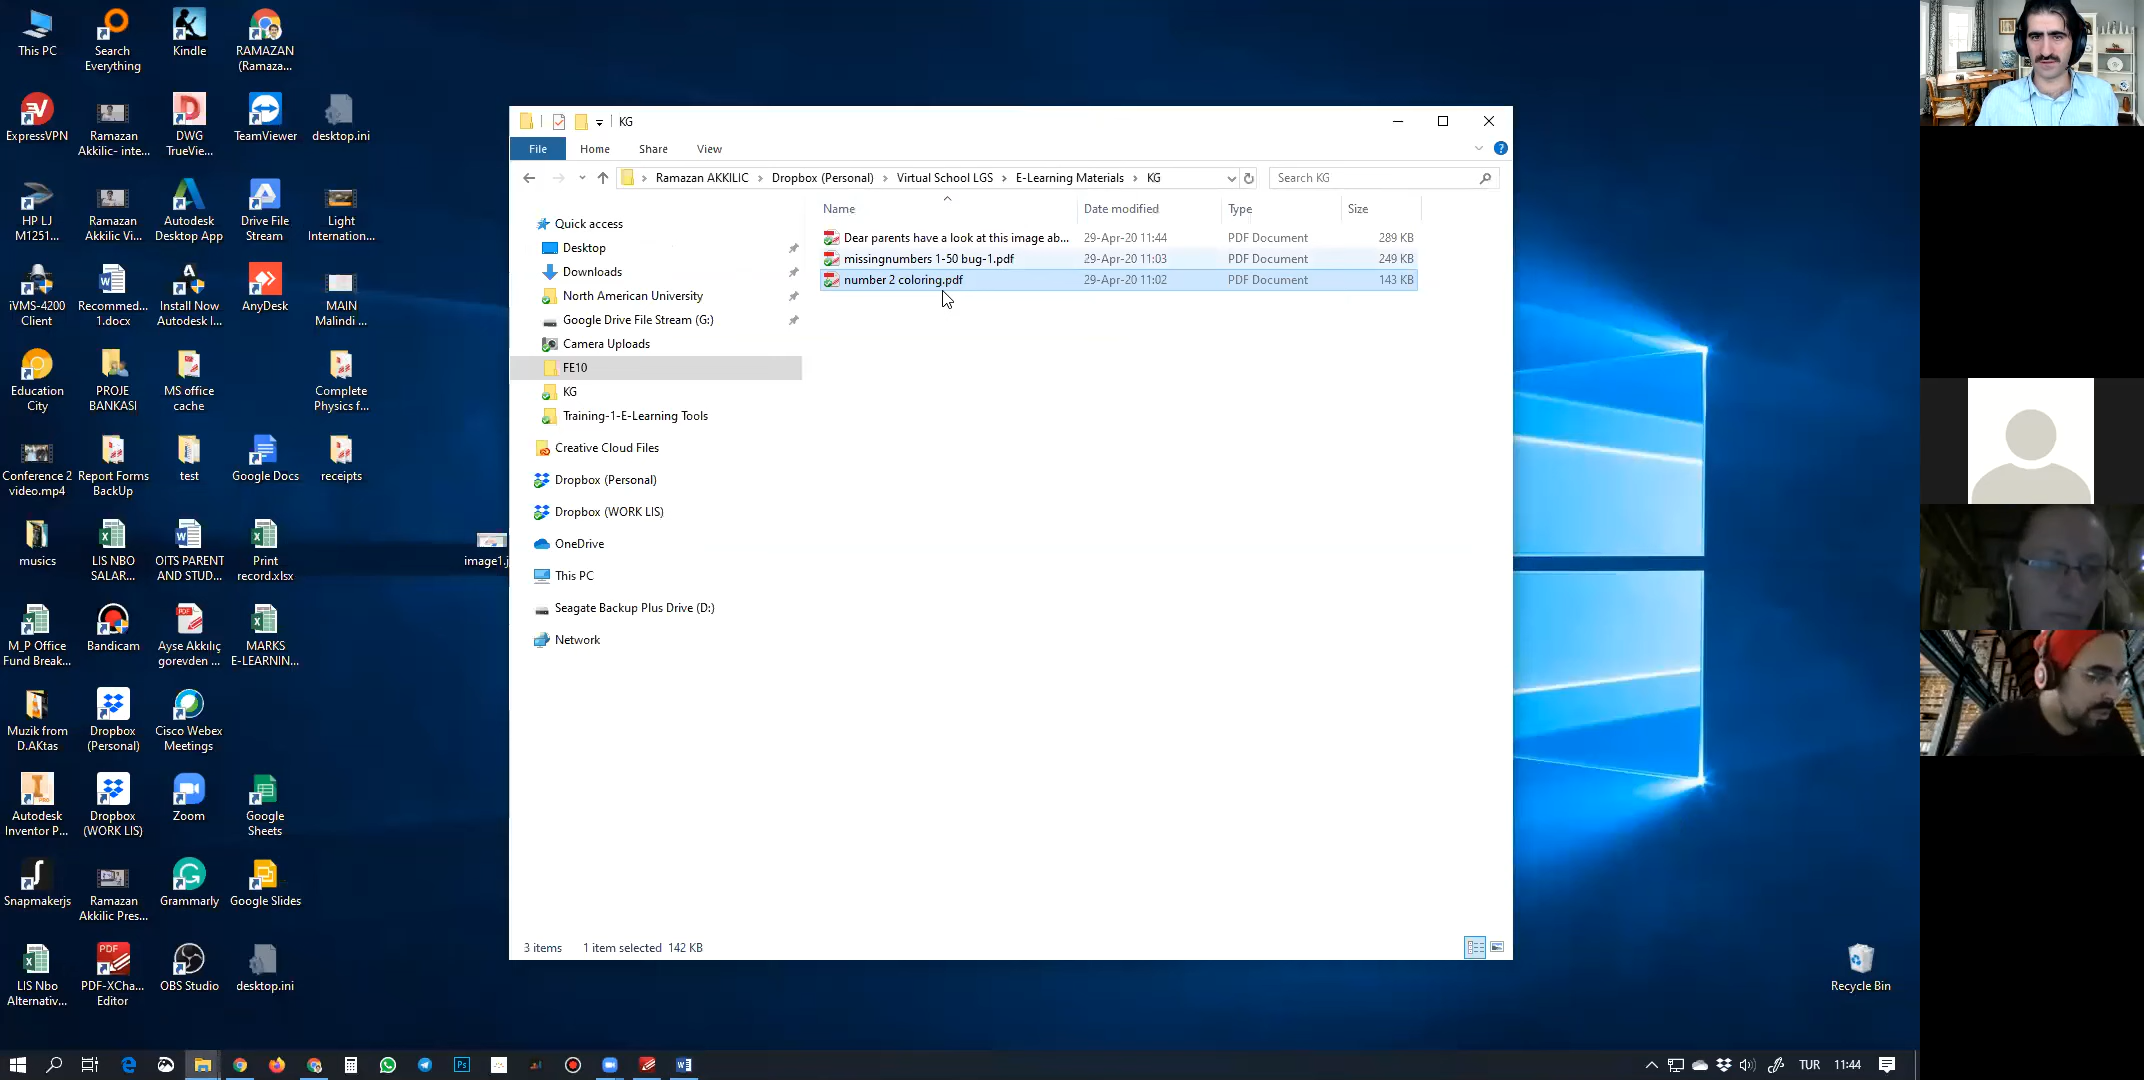 This PC
Search
Everything
Kindle
RAMAZAN
(Ramaza...
ExpressVPN
Ramazan
Akkilic- inte...
DWG
TrueVie...
TeamViewer
desktop.ini
HP LJ
M1251...
Ramazan
Akkilic Vi...
Autodesk
Desktop App
Drive File
Stream
Light
Internation...
iVMS-4200
Client
Recommed...
1.docx
Install Now
Autodesk I...
AnyDesk
MAIN
Malindi ...
Education
City
PROJE
BANKASI
MS office
cache
Complete
Physics f...
Conference 2
video.mp4
Report Forms
BackUp
test
Google Docs
receipts
musics
LIS NBO
SALAR...
OITS PARENT
AND STUD...
Print
record.xlsx
image1.j
M_P Office
Fund Break...
Bandicam
Ayse Akkılıç
gorevden ...
MARKS
E-LEARNIN...
Muzik from
D.AKtas
Dropbox
(Personal)
Cisco Webex
Meetings
Autodesk
Inventor P...
Dropbox
(WORK LIS)
Zoom
Google
Sheets
Snapmakerjs
Ramazan
Akkilic Pres...
Grammarly
Google Slides
LIS Nbo
Alternativ...
PDF-XCha...
Editor
OBS Studio
desktop.ini
KG
File Home Share View
Ramazan AKKILIC > Dropbox (Personal) > Virtual School LGS > E-Learning Materials > KG
Search KG
Name Date modified Type Size
Dear parents have a look at this image ab... 29-Apr-20 11:44 PDF Document 289 KB
missingnumbers 1-50 bug-1.pdf 29-Apr-20 11:03 PDF Document 249 KB
number 2 coloring.pdf 29-Apr-20 11:02 PDF Document 143 KB
Quick access
Desktop
Downloads
North American University
Google Drive File Stream (G:)
Camera Uploads
FE10
KG
Training-1-E-Learning Tools
Creative Cloud Files
Dropbox (Personal)
Dropbox (WORK LIS)
OneDrive
This PC
Seagate Backup Plus Drive (D:)
Network
3 items 1 item selected 142 KB
Recycle Bin
TUR 11:44